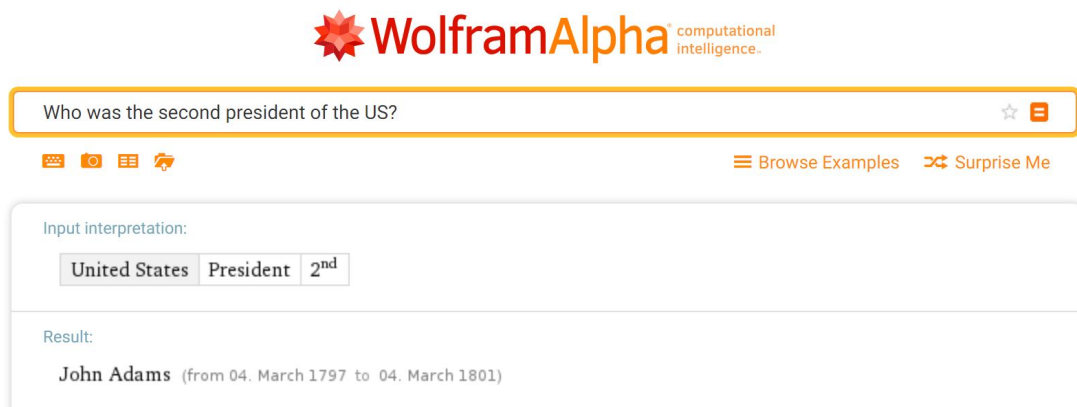 WolframAlpha computational
intelligence.
Who was the second president of the US?
Browse Examples Surprise Me
Input interpretation:
United States President 2nd
Result:
John Adams (from 04. March 1797 to 04. March 1801)